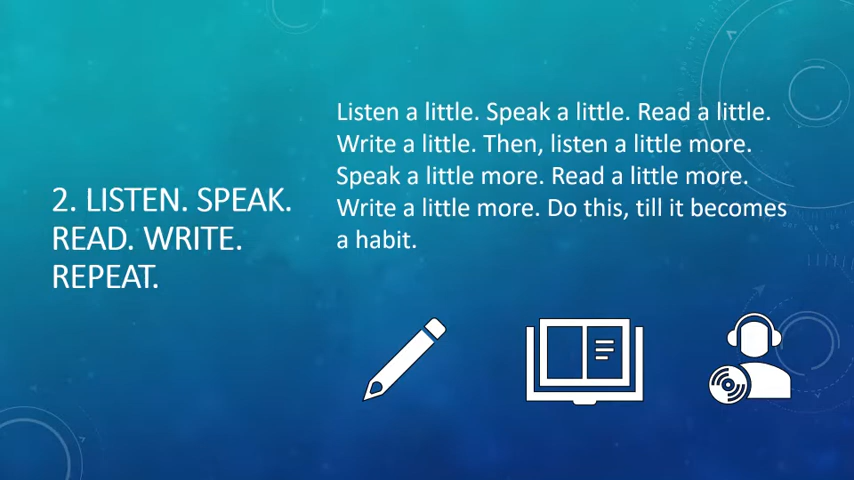 2. LISTEN. SPEAK.
READ. WRITE.
REPEAT.
Listen a little. Speak a little. Read a little.
Write a little. Then, listen a little more.
Speak a little more. Read a little more.
Write a little more. Do this, till it becomes
a habit.